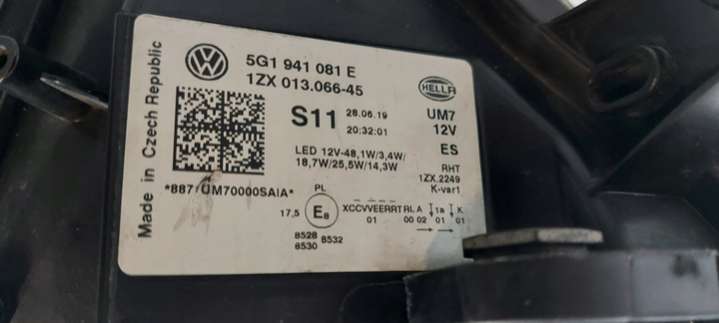 5G1 941 081 E
1ZX 013.066-45
HELLA
S11
28.06.19
20:32:01
UM7
12V
ES
LED 12V-48,1W/3,4W/
18,7W/25,5W/14,3W
RHT
1ZX.2249
K-var1
*887/UM70000SAIA*
Made in Czech Republic
PL
17,5
E8
XCCVVEERRT RL A 1a K
01 00 02 01 01
8528 8532
8530